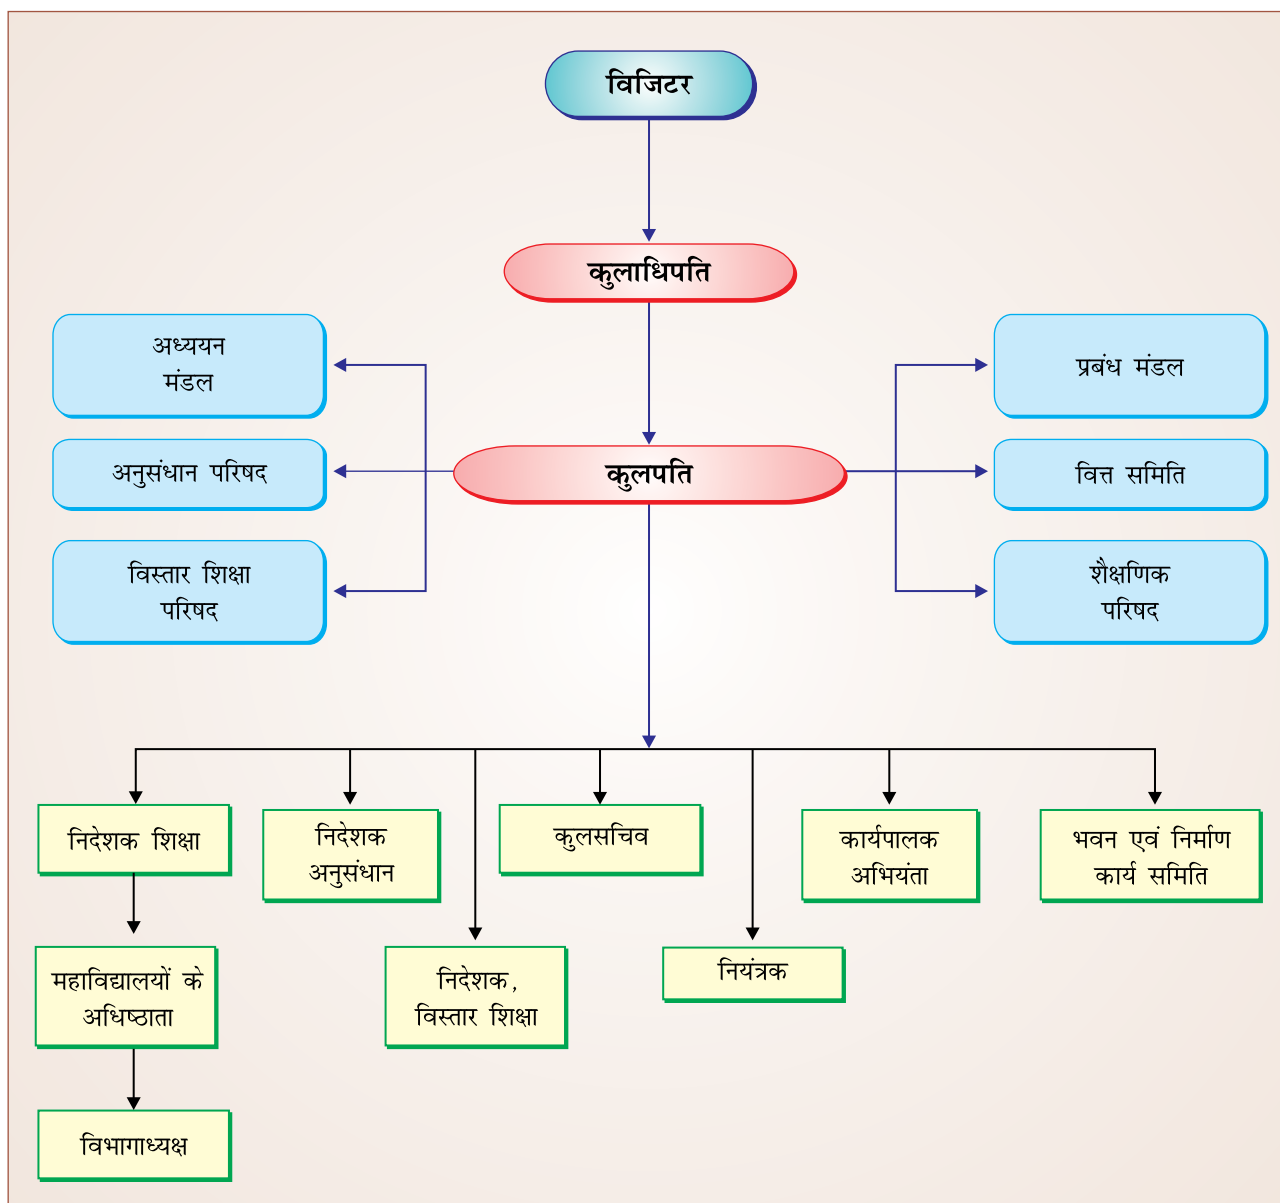 विजिटर
कुलाधिपति
अध्ययन
मंडल
प्रबंध मंडल
अनुसंधान परिषद
कुलपति
वित्त समिति
विस्तार शिक्षा
परिषद
शैक्षणिक
परिषद
निदेशक शिक्षा
निदेशक
अनुसंधान
कुलसचिव
कार्यपालक
अभियंता
भवन एवं निर्माण
कार्य समिति
महाविद्यालयों के
अधिष्ठाता
निदेशक,
विस्तार शिक्षा
नियंत्रक
विभागाध्यक्ष